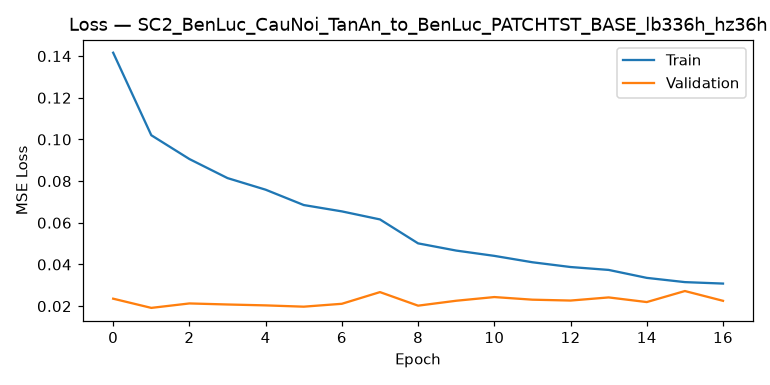 Loss — SC2_BenLuc_CauNoi_TanAn_to_BenLuc_PATCHTST_BASE_lb336h_hz36h
Train
Validation
MSE Loss
0.14
0.12
0.10
0.08
0.06
0.04
0.02
0 2 4 6 8 10 12 14 16
Epoch